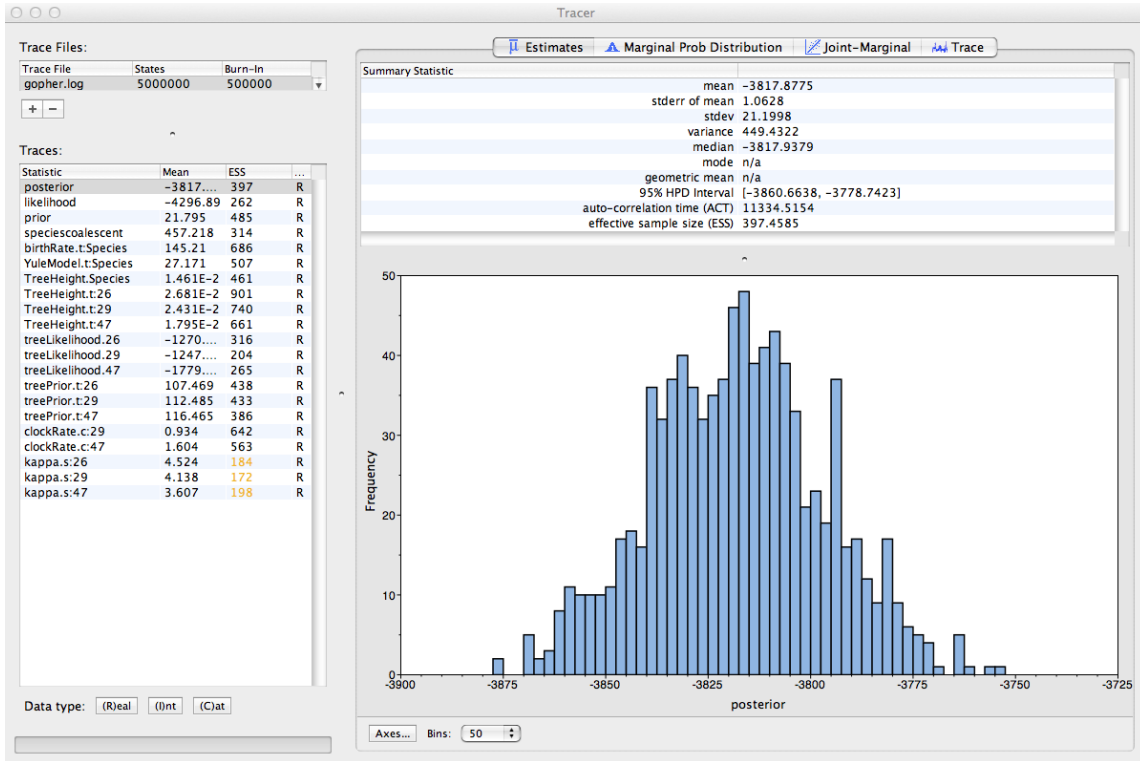 Tracer
Trace Files:
Trace File States Burn-In
gopher.log 5000000 500000
+ −
Traces:
Statistic Mean ESS ...
posterior -3817.... 397 R
likelihood -4296.89 262 R
prior 21.795 485 R
speciescoalescent 457.218 314 R
birthRate.t:Species 145.21 686 R
YuleModel.t:Species 27.171 507 R
TreeHeight.Species 1.461E-2 461 R
TreeHeight.t:26 2.681E-2 901 R
TreeHeight.t:29 2.431E-2 740 R
TreeHeight.t:47 1.795E-2 661 R
treeLikelihood.26 -1270.... 316 R
treeLikelihood.29 -1247.... 204 R
treeLikelihood.47 -1779.... 265 R
treePrior.t:26 107.469 438 R
treePrior.t:29 112.485 433 R
treePrior.t:47 116.465 386 R
clockRate.c:29 0.934 642 R
clockRate.c:47 1.604 563 R
kappa.s:26 4.524 184 R
kappa.s:29 4.138 172 R
kappa.s:47 3.607 198 R
Data type: (R)eal (I)nt (C)at
Estimates Marginal Prob Distribution Joint-Marginal Trace
Summary Statistic
mean -3817.8775
stderr of mean 1.0628
stdev 21.1998
variance 449.4322
median -3817.9379
mode n/a
geometric mean n/a
95% HPD Interval [-3860.6638, -3778.7423]
auto-correlation time (ACT) 11334.5154
effective sample size (ESS) 397.4585
50
40
30
20
10
0
Frequency
-3900 -3875 -3850 -3825 -3800 -3775 -3750 -3725
posterior
Axes... Bins: 50